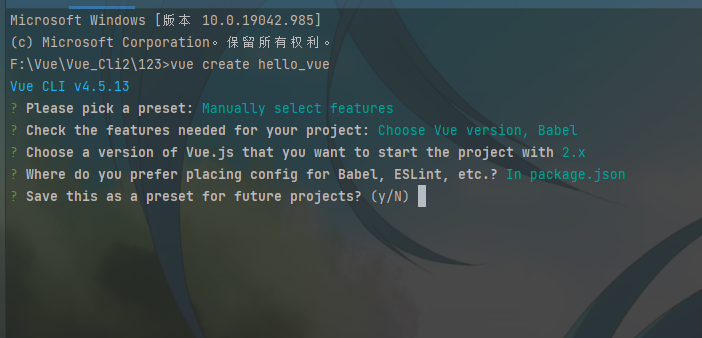 Microsoft Windows [版本 10.0.19042.985]
(c) Microsoft Corporation。保留所有权利。
F:\Vue\Vue_Cli2\123>vue create hello_vue
Vue CLI v4.5.13
? Please pick a preset: Manually select features
? Check the features needed for your project: Choose Vue version, Babel
? Choose a version of Vue.js that you want to start the project with 2.x
? Where do you prefer placing config for Babel, ESLint, etc.? In package.json
? Save this as a preset for future projects? (y/N)